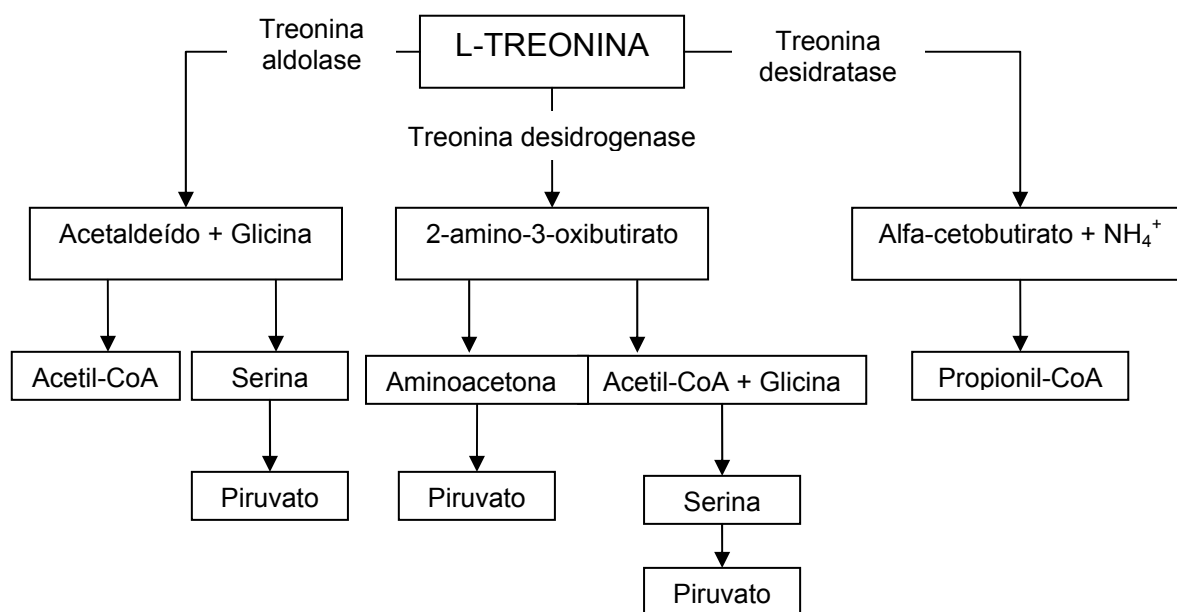 Treonina
aldolase
L-TREONINA
Treonina
desidratase
Treonina desidrogenase
Acetaldeído + Glicina
2-amino-3-oxibutirato
Alfa-cetobutirato + NH₄⁺
Acetil-CoA
Serina
Aminoacetona
Acetil-CoA + Glicina
Propionil-CoA
Piruvato
Piruvato
Serina
Piruvato